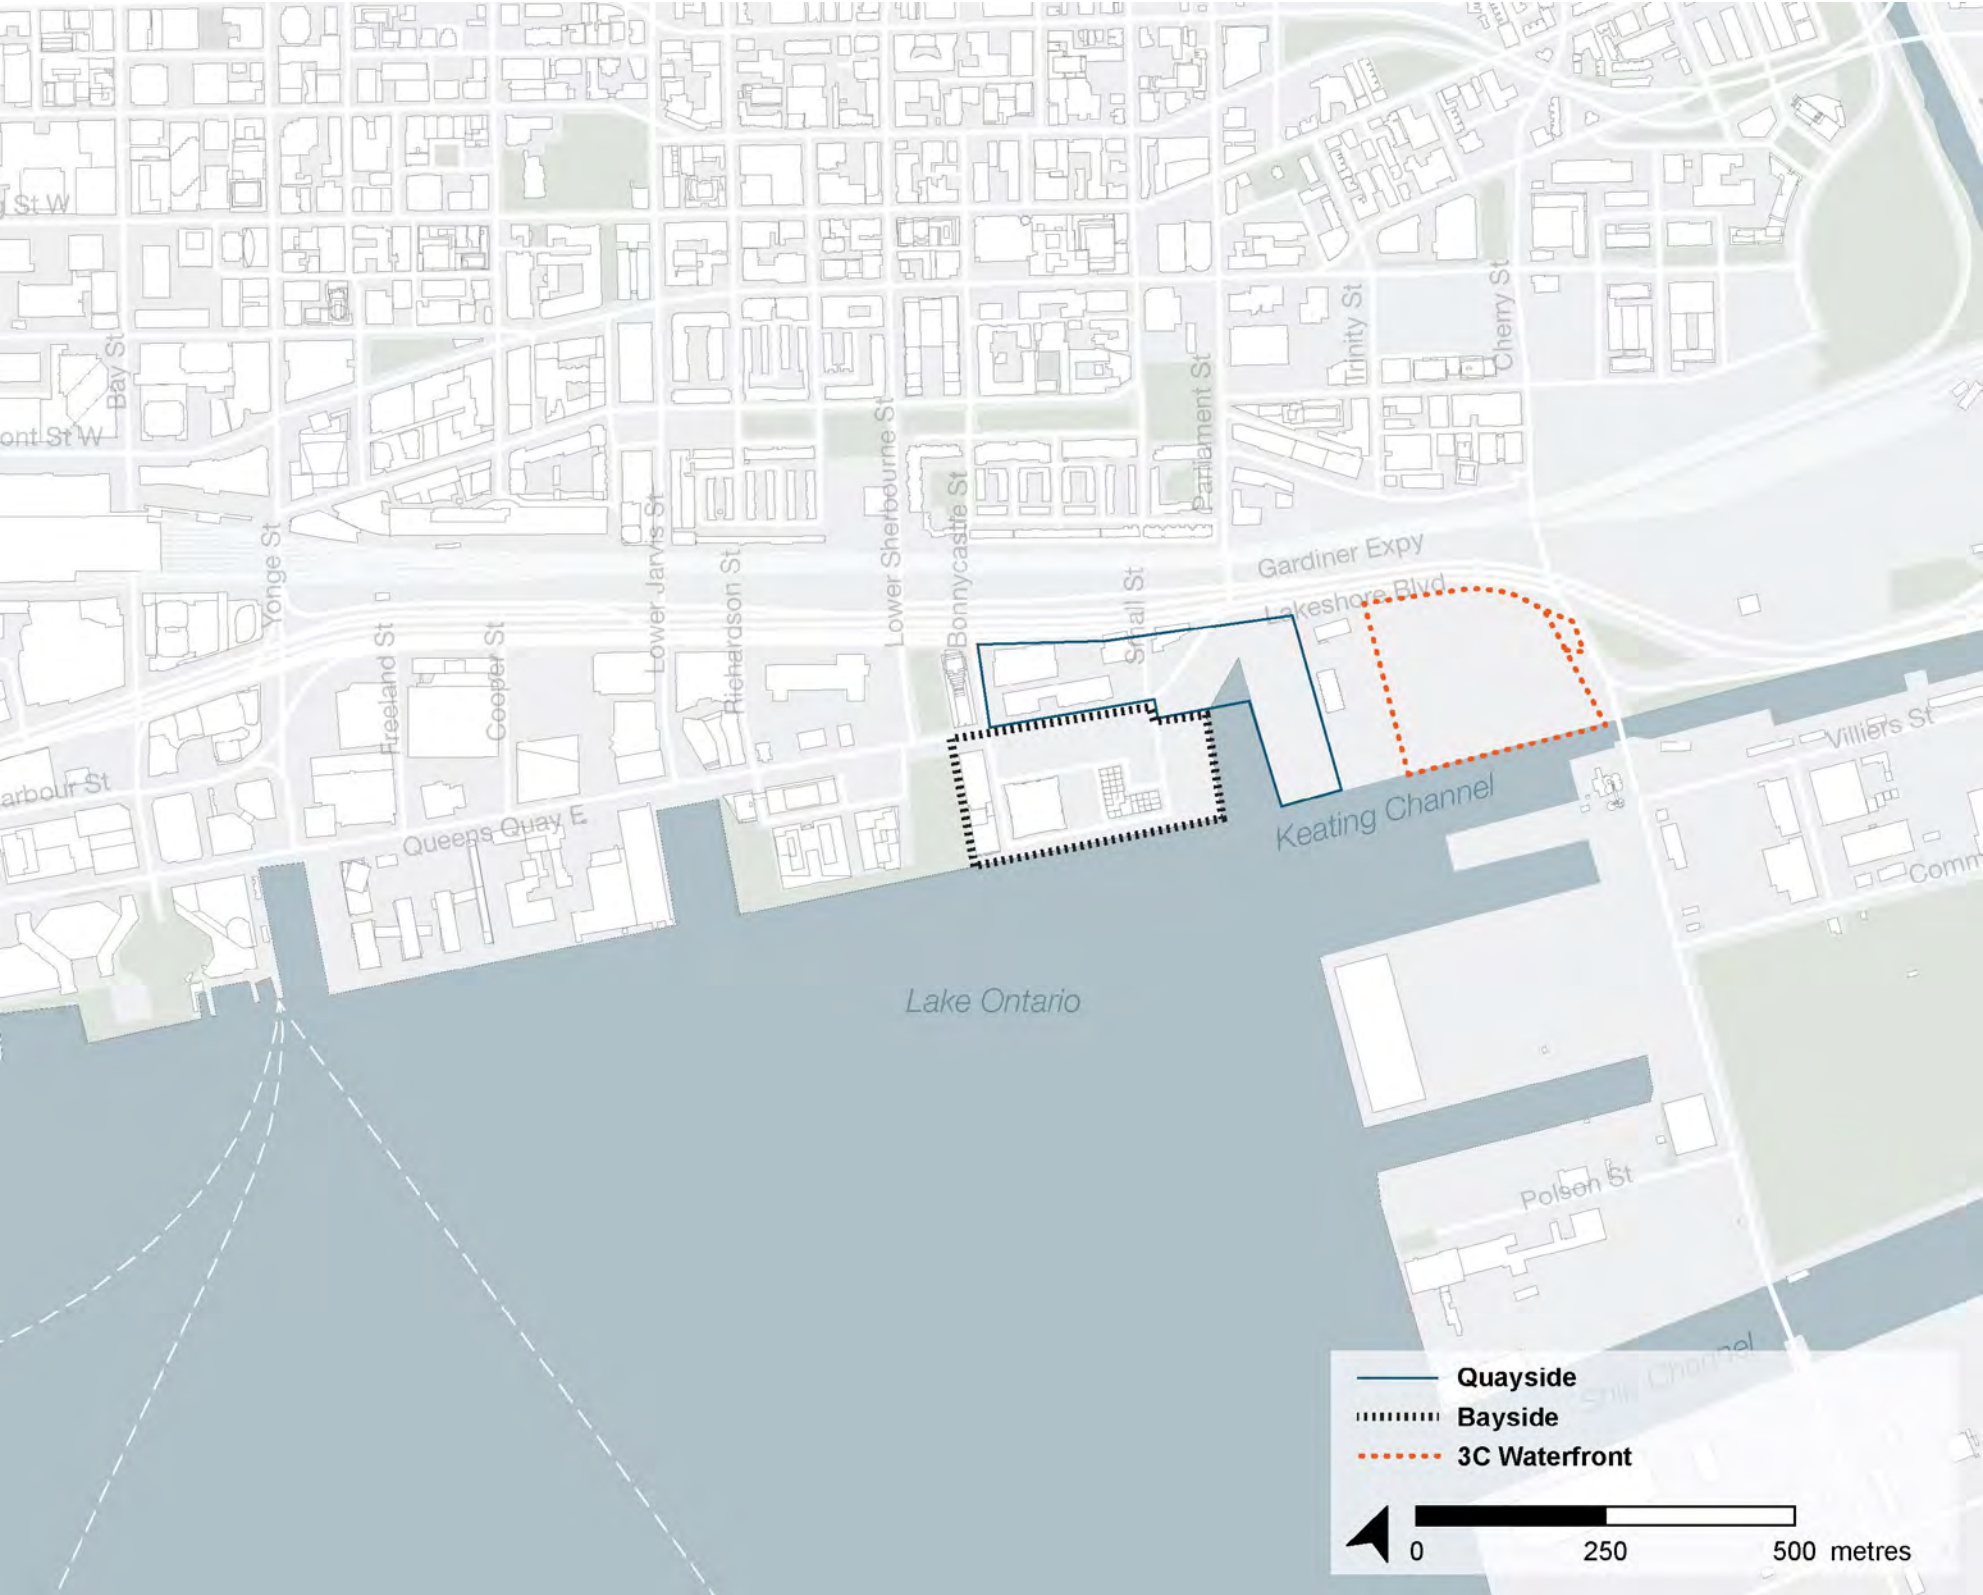 g St W
Bay St
ont St W
Yonge St
Freeland St
Cooper St
Lower Jarvis St
Richardson St
Lower Sherbourne St
Bonnycastle St
Small St
Parliament St
Trinity St
Cherry St
Gardiner Expy
Lakeshore Blvd
arbour St
Queens Quay E
Keating Channel
Villiers St
Comm
Lake Ontario
Polson St
Ship Channel
Quayside
Bayside
3C Waterfront
0 250 500 metres